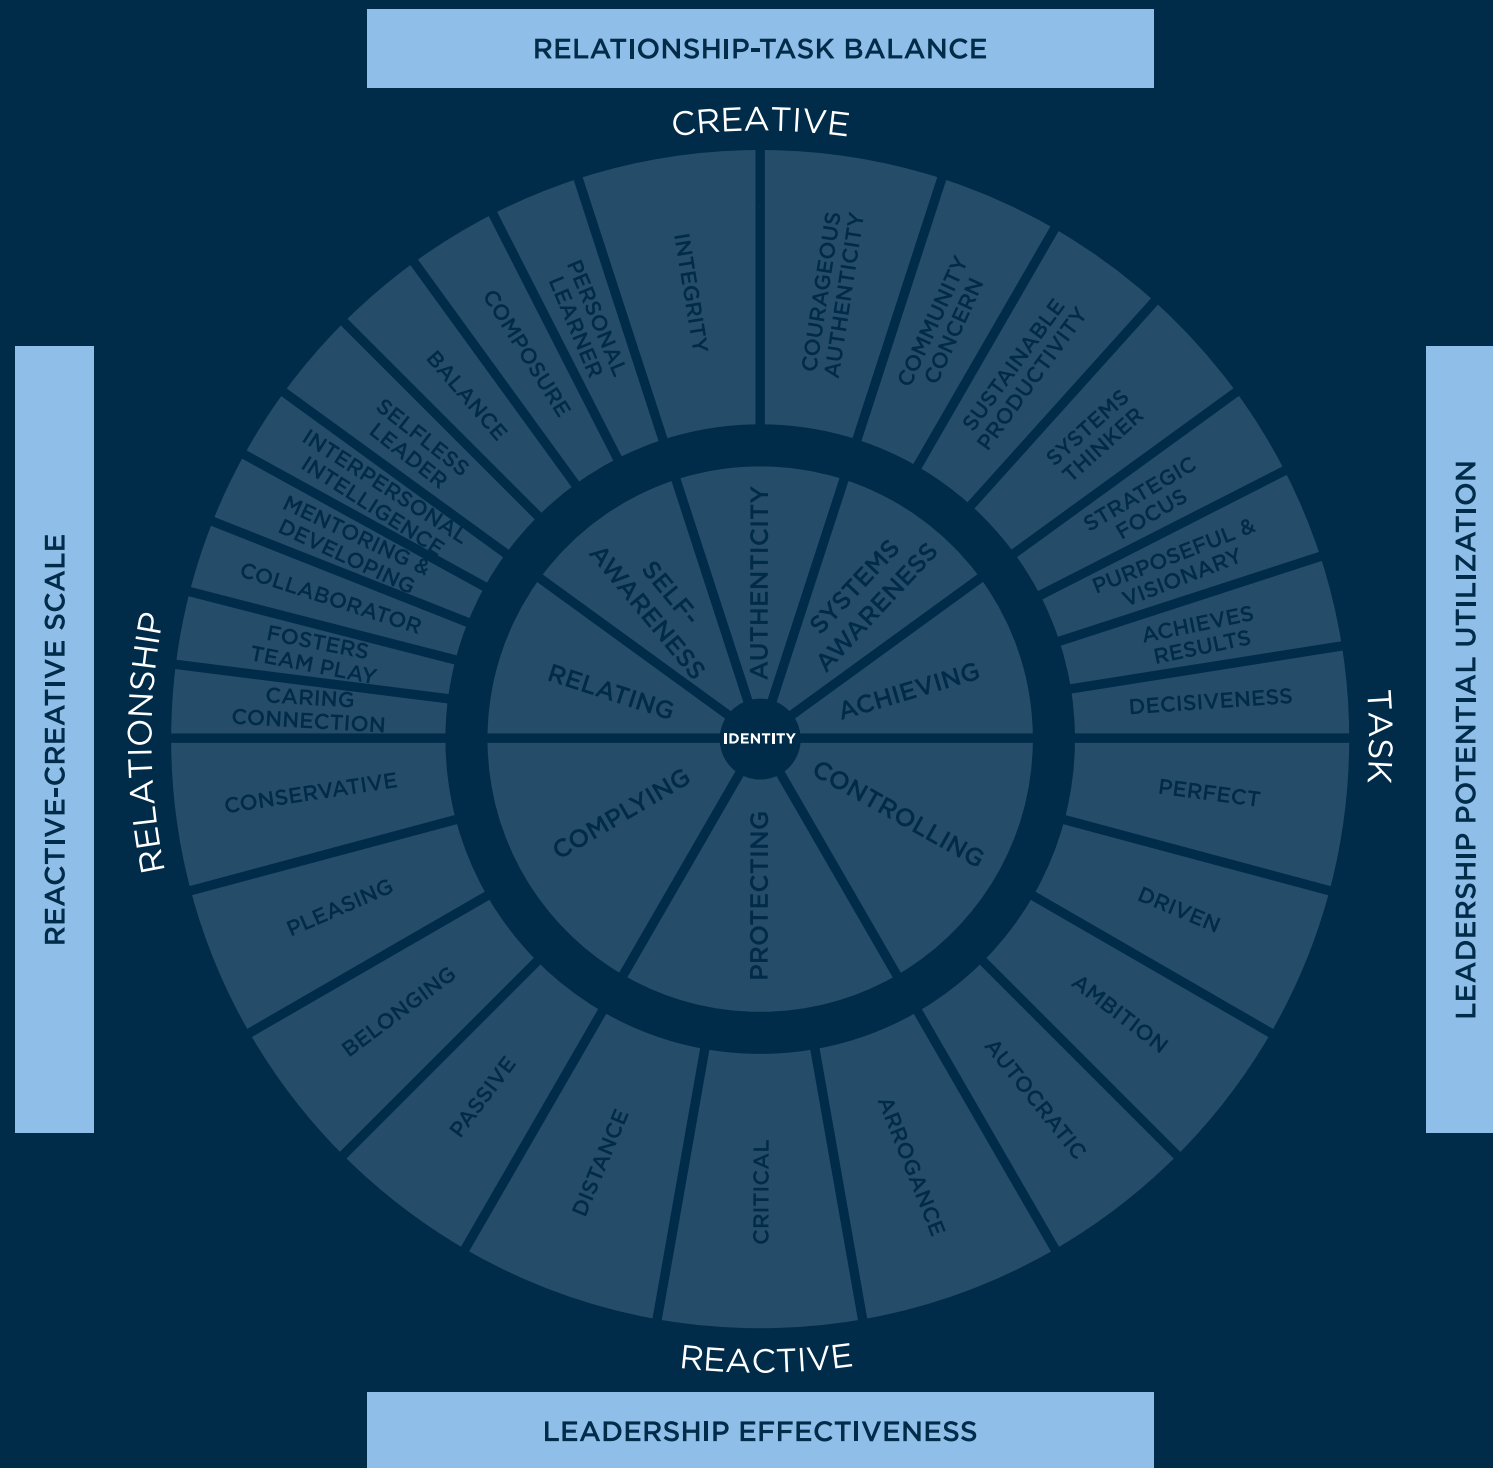 RELATIONSHIP-TASK BALANCE
CREATIVE
INTEGRITY
COURAGEOUS
AUTHENTICITY
COMMUNITY
CONCERN
SUSTAINABLE
PRODUCTIVITY
SYSTEMS
THINKER
STRATEGIC
FOCUS
PURPOSEFUL &
VISIONARY
ACHIEVES
RESULTS
DECISIVENESS
PERSONAL
LEARNER
COMPOSURE
BALANCE
SELFLESS
LEADER
INTERPERSONAL
INTELLIGENCE
MENTORING &
DEVELOPING
COLLABORATOR
FOSTERS
TEAM PLAY
CARING
CONNECTION
RELATING
SELF-
AWARENESS
AUTHENTICITY
SYSTEMS
AWARENESS
ACHIEVING
IDENTITY
COMPLYING
PROTECTING
CONTROLLING
REACTIVE-CREATIVE SCALE
RELATIONSHIP
TASK
LEADERSHIP POTENTIAL UTILIZATION
CONSERVATIVE
PLEASING
BELONGING
PASSIVE
DISTANCE
CRITICAL
ARROGANCE
AUTOCRATIC
AMBITION
DRIVEN
PERFECT
REACTIVE
LEADERSHIP EFFECTIVENESS